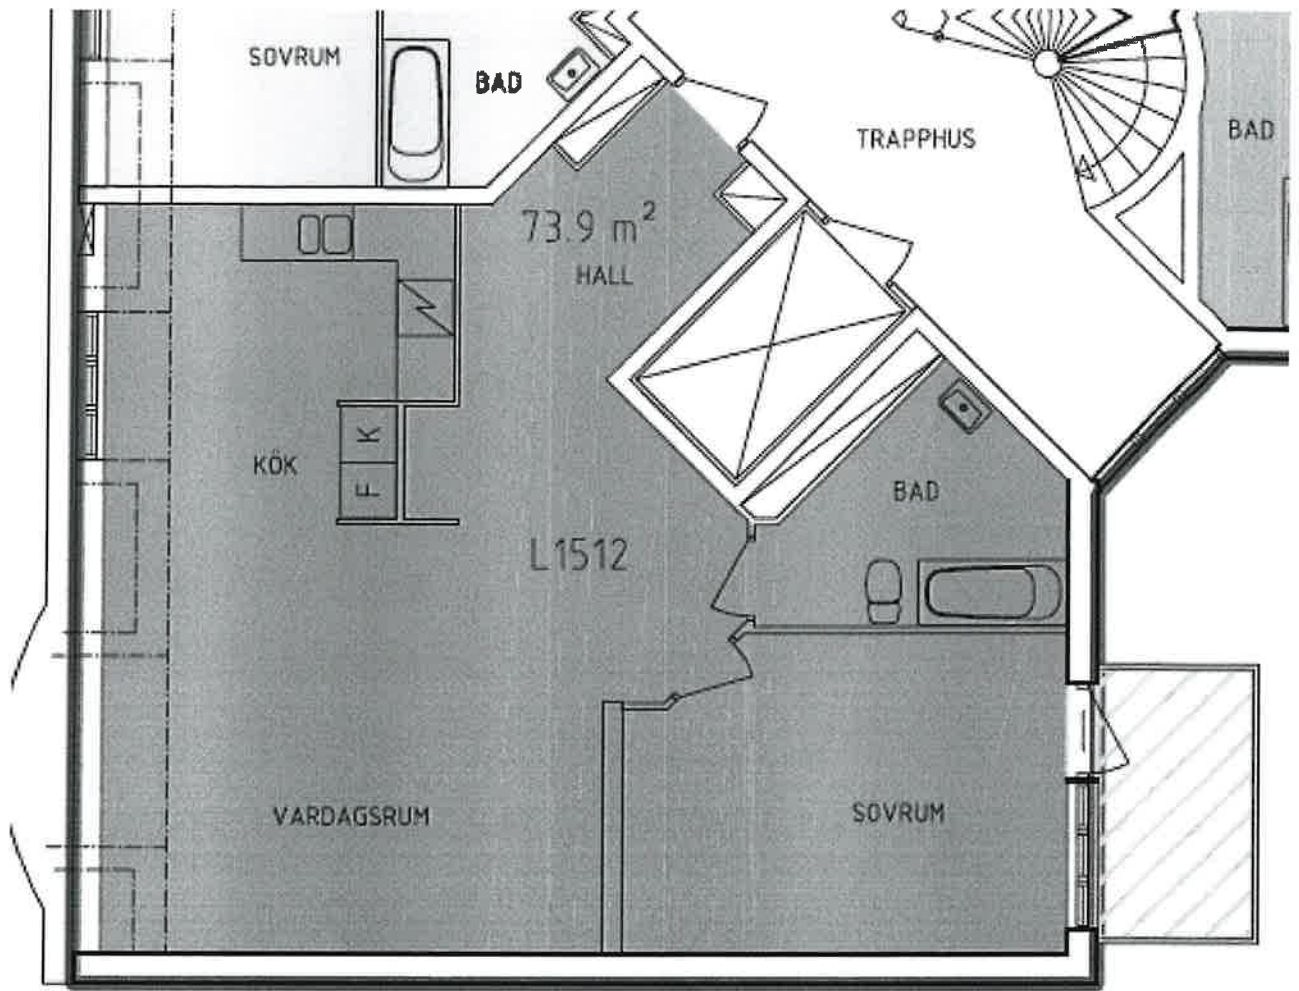 SOVRUM
BAD
TRAPPHUS
BAD
73.9 m²
HALL
K
KÖK
F
BAD
L1512
VARDAGSRUM
SOVRUM